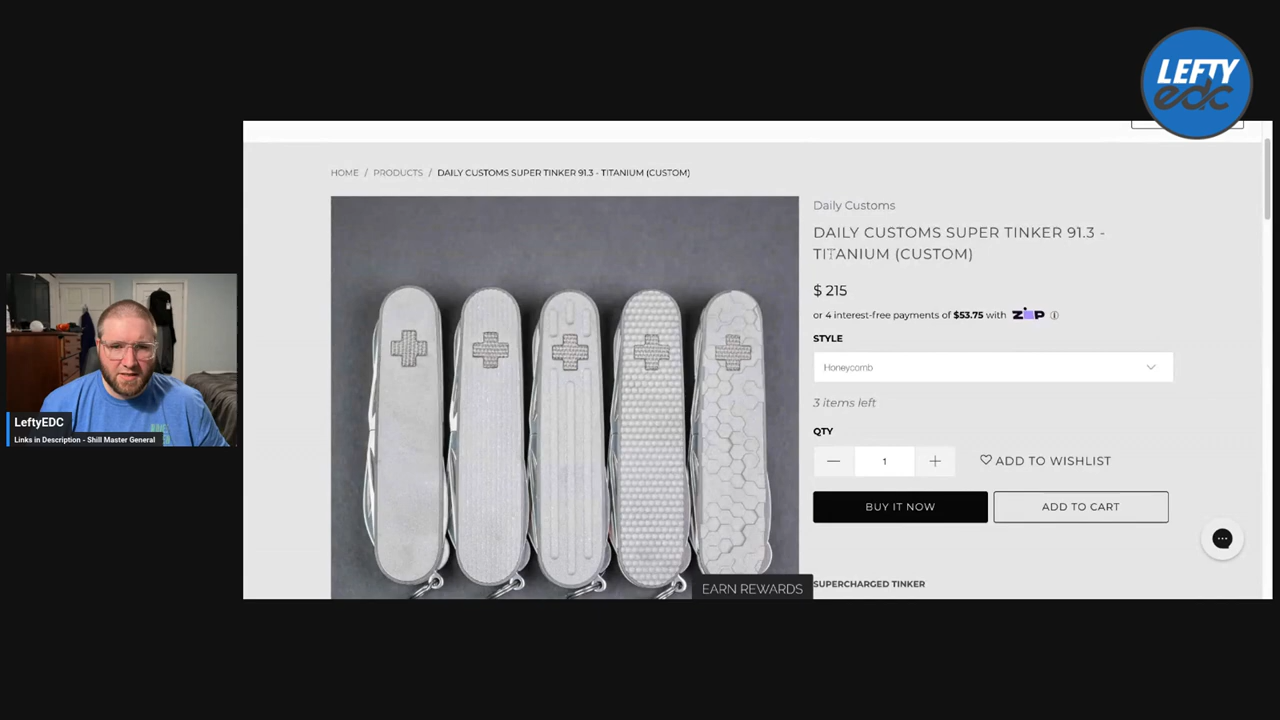 LEFTY
edc
HOME / PRODUCTS / DAILY CUSTOMS SUPER TINKER 91.3 - TITANIUM (CUSTOM)
Daily Customs
DAILY CUSTOMS SUPER TINKER 91.3 -
TITANIUM (CUSTOM)
$ 215
or 4 interest-free payments of $53.75 with ZIP
STYLE
Honeycomb
3 items left
QTY
1
ADD TO WISHLIST
BUY IT NOW
ADD TO CART
EARN REWARDS
SUPERCHARGED TINKER
LeftyEDC
Links in Description - Shill Master General